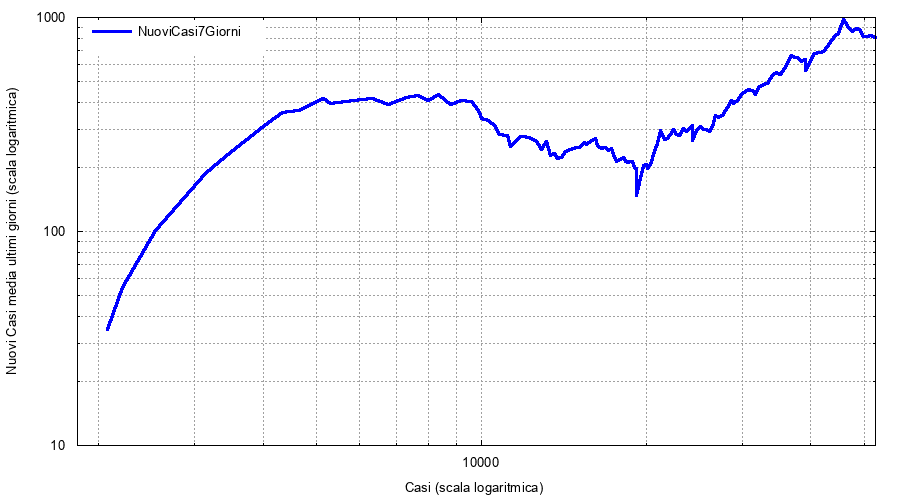 1000
NuoviCasi7Giorni
100
10
Nuovi Casi media ultimi giorni (scala logaritmica)
10000
Casi (scala logaritmica)